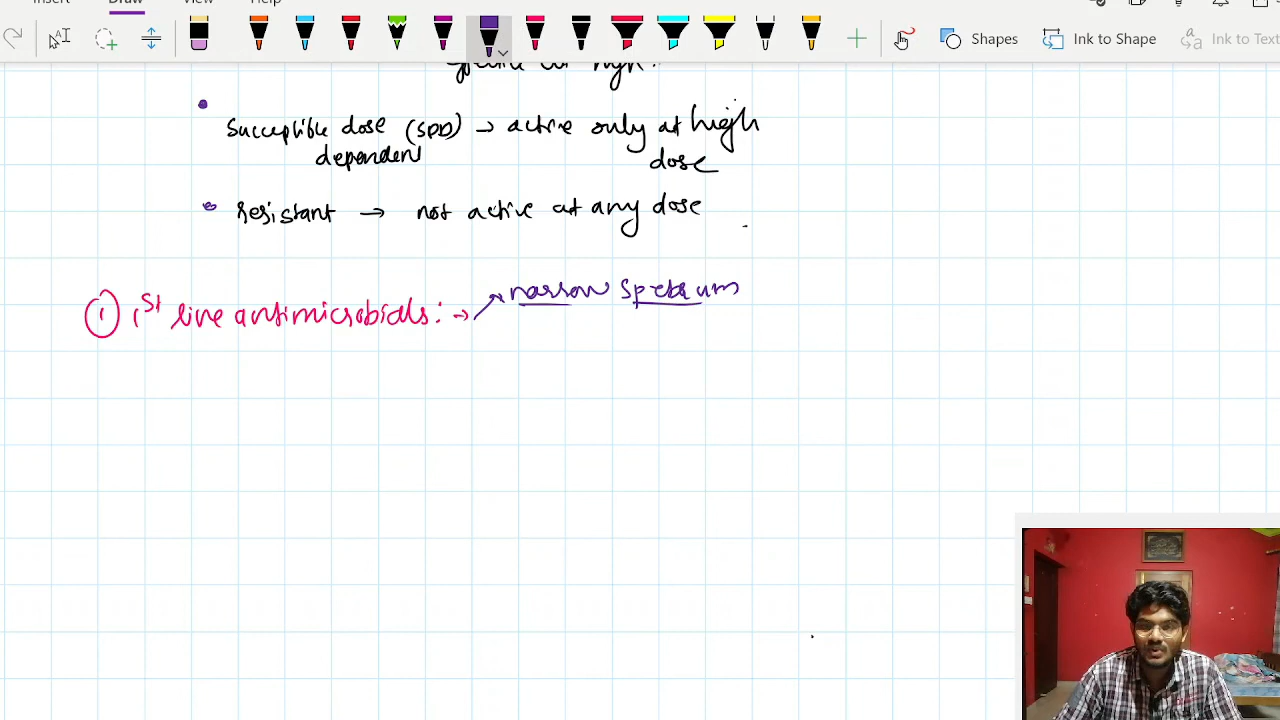 Insert Draw View Help
Shapes Ink to Shape Ink to Text
Succeptible dose (SDD) → active only at high
dependent dose
resistant → not active at any dose
① 1st line antimicrobials: → narrow spectrum